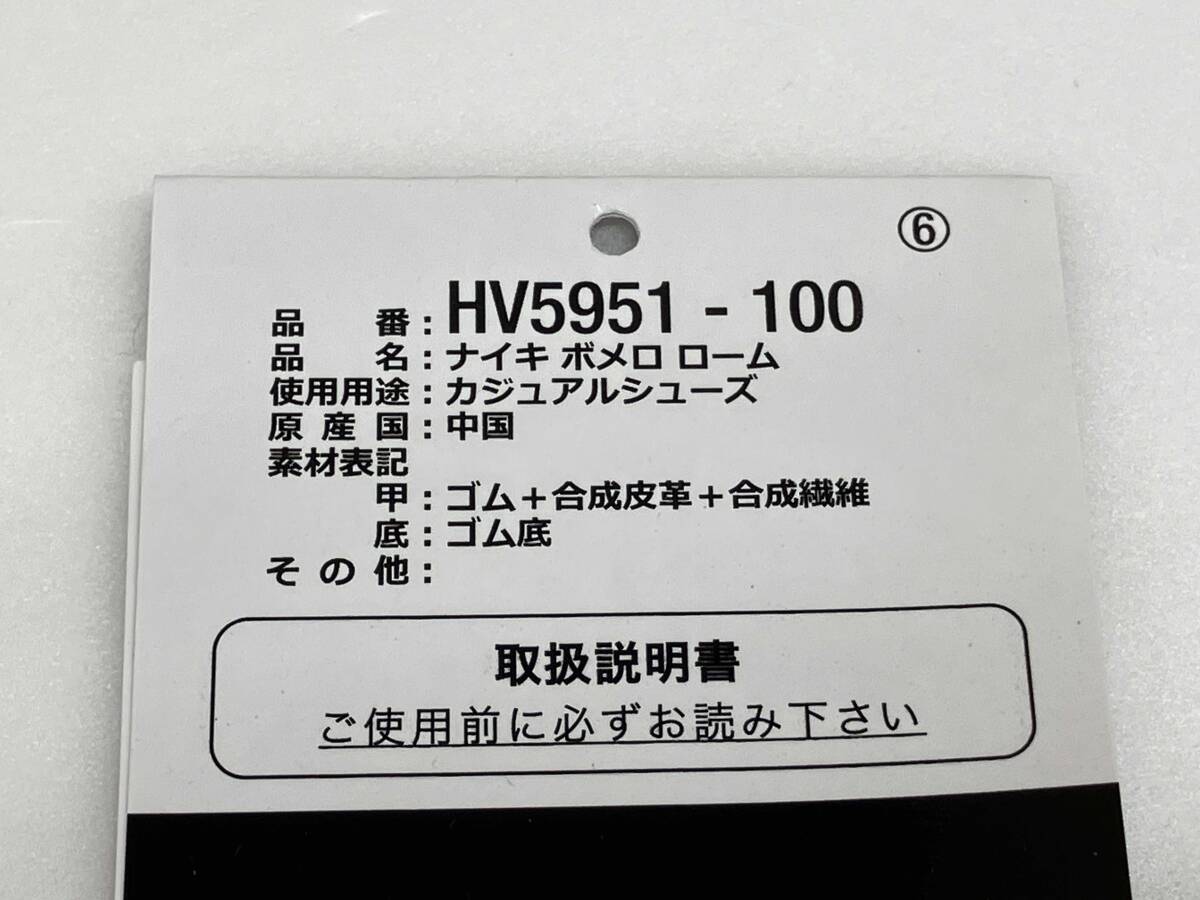 ⑥
品番:HV5951-100
品名:ナイキ ボメロ ローム
使用用途:カジュアルシューズ
原産国:中国
素材表記
甲:ゴム+合成皮革+合成繊維
底:ゴム底
その他:
取扱説明書
ご使用前に必ずお読み下さい